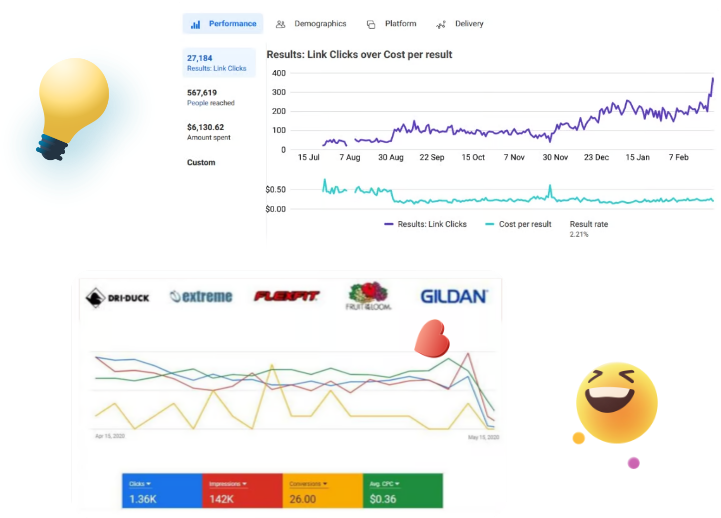 Performance Demographics Platform Delivery
27,184
Results: Link Clicks
567,619
People reached
$6,130.62
Amount spent
Custom
Results: Link Clicks over Cost per result
400
300
200
100
0
15 Jul 7 Aug 30 Aug 22 Sep 15 Oct 7 Nov 30 Nov 23 Dec 15 Jan 7 Feb
$0.50
$0.00
Results: Link Clicks Cost per result Result rate
2.21%
DRI-DUCK extreme FLEXFIT FRUIT OF THE LOOM GILDAN
Apr 15, 2020 May 15, 2020
Clicks Impressions Conversions Avg. CPC
1.36K 142K 26.00 $0.36